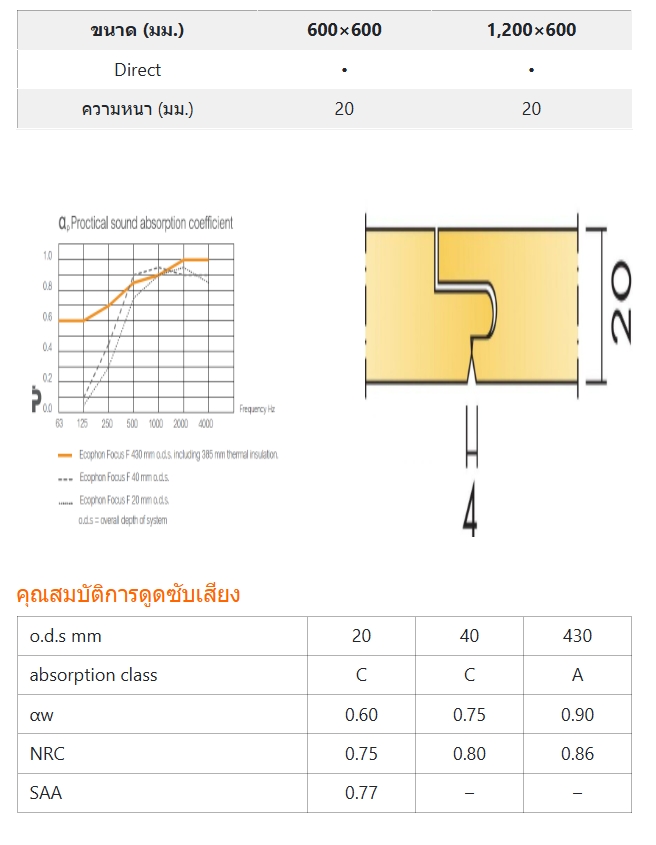 ขนาด (มม.) 600×600 1,200×600
Direct • •
ความหนา (มม.) 20 20
αp Proctical sound absorption coefficient
1.0
0.8
0.6
0.4
0.2
0.0
63 125 250 500 1000 2000 4000
Frequency Hz
Ecophon Focus F 430 mm o.d.s. including 385 mm thermal insulation.
Ecophon Focus F 40 mm o.d.s.
Ecophon Focus F 20 mm o.d.s.
o.d.s = overall depth of system
20
4
คุณสมบัติการดูดซับเสียง
o.d.s mm 20 40 430
absorption class C C A
αw 0.60 0.75 0.90
NRC 0.75 0.80 0.86
SAA 0.77 – –